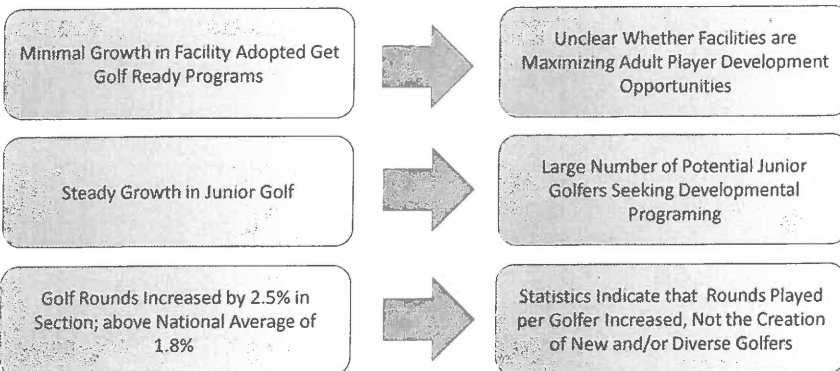 Minimal Growth in Facility Adopted Get
Golf Ready Programs
Unclear Whether Facilities are
Maximizing Adult Player Development
Opportunities
Steady Growth in Junior Golf
Large Number of Potential Junior
Golfers Seeking Developmental
Programing
Golf Rounds Increased by 2.5% in
Section; above National Average of
1.8%
Statistics Indicate that Rounds Played
per Golfer Increased, Not the Creation
of New and/or Diverse Golfers